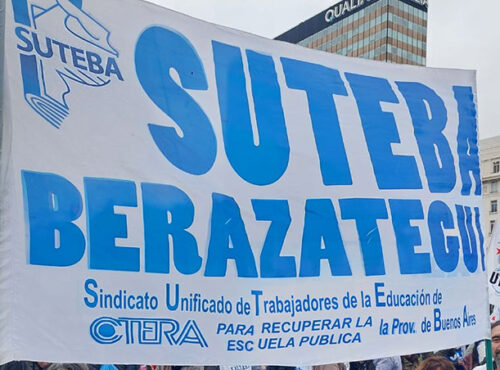 QUALI
SUTEBA
SUTEBA
BERAZATEGUI
Sindicato Unificado de Trabajadores de la Educación de
la Prov. de Buenos Aires
CTERA
PARA RECUPERAR LA
ESCUELA PUBLICA